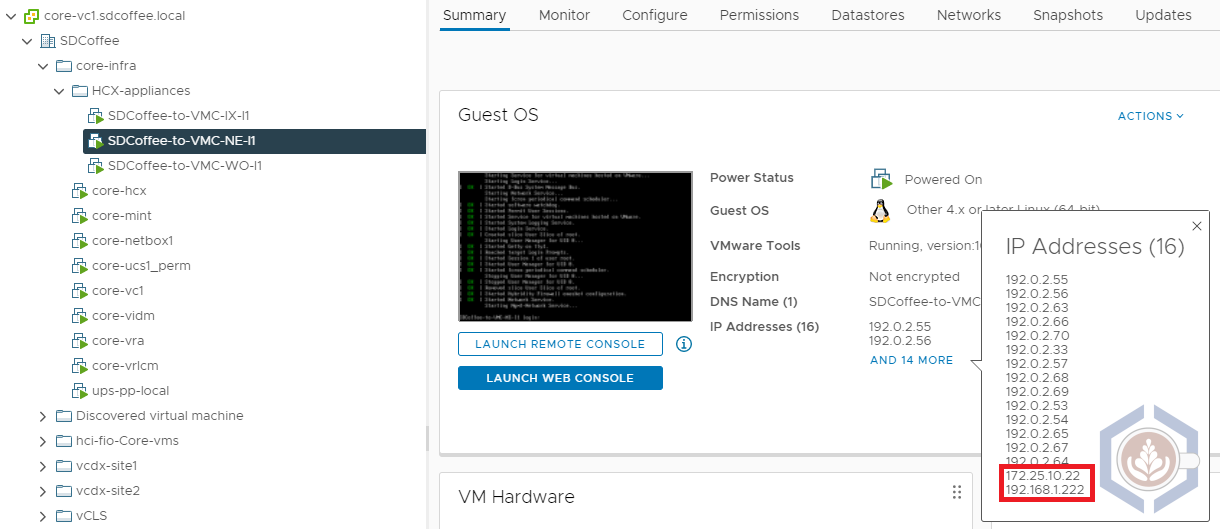 core-vc1.sdcoffee.local
SDCoffee
core-infra
HCX-appliances
SDCoffee-to-VMC-IX-I1
SDCoffee-to-VMC-NE-I1
SDCoffee-to-VMC-WO-I1
core-hcx
core-mint
core-netbox1
core-ucs1_perm
core-vc1
core-vidm
core-vra
core-vrlcm
ups-pp-local
Discovered virtual machine
hci-fio-Core-vms
vcdx-site1
vcdx-site2
vCLS
Summary Monitor Configure Permissions Datastores Networks Snapshots Updates
Guest OS
ACTIONS
Power Status Powered On
Guest OS Other 4.x or later Linux (64-bit)
VMware Tools Running, version:
Encryption Not encrypted
DNS Name (1) SDCoffee-to-VMC
IP Addresses (16) 192.0.2.55
192.0.2.56
AND 14 MORE
LAUNCH REMOTE CONSOLE
LAUNCH WEB CONSOLE
IP Addresses (16)
192.0.2.55
192.0.2.56
192.0.2.63
192.0.2.66
192.0.2.70
192.0.2.33
192.0.2.57
192.0.2.68
192.0.2.69
192.0.2.53
192.0.2.54
192.0.2.65
192.0.2.67
192.0.2.64
172.25.10.22
192.168.1.222
VM Hardware